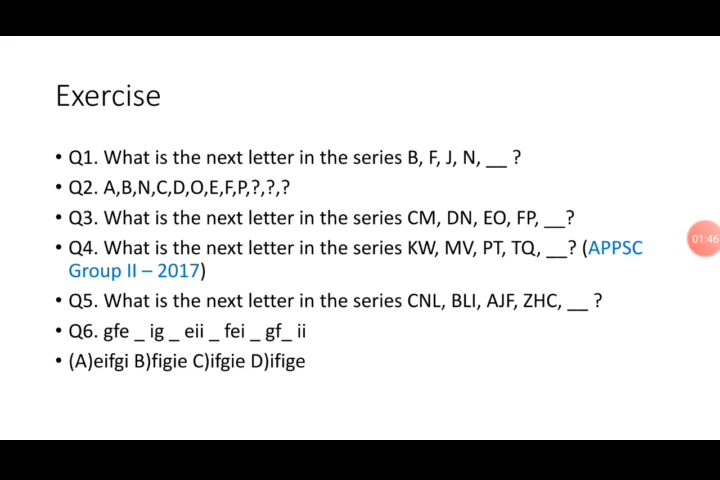 Exercise
• Q1. What is the next letter in the series B, F, J, N, __ ?
• Q2. A,B,N,C,D,O,E,F,P,?,?,?
• Q3. What is the next letter in the series CM, DN, EO, FP, __?
• Q4. What is the next letter in the series KW, MV, PT, TQ, __? (APPSC
Group II – 2017)
• Q5. What is the next letter in the series CNL, BLI, AJF, ZHC, __ ?
• Q6. gfe _ ig _ eii _ fei _ gf_ ii
• (A)eifgi B)figie C)ifgie D)ifige
01:46